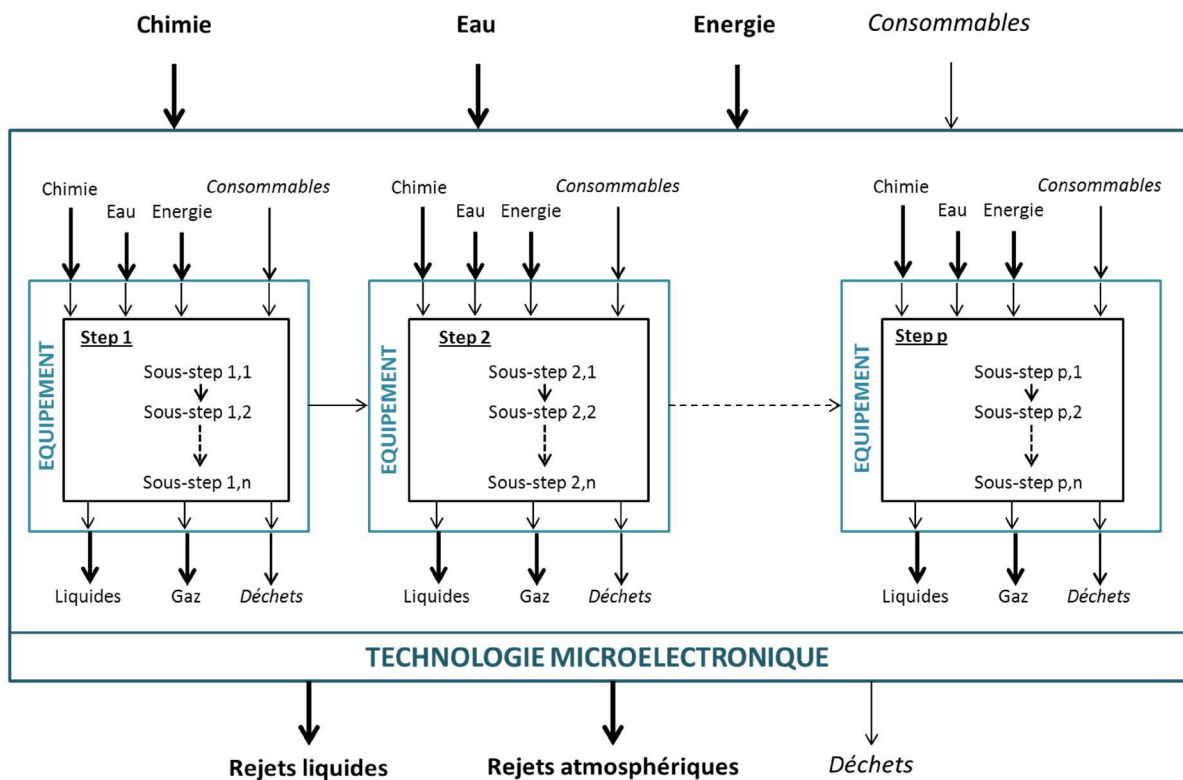 Chimie Eau Energie Consommables
Chimie Consommables Chimie Consommables Chimie Consommables
Eau Energie Eau Energie Eau Energie
EQUIPEMENT
Step 1
Sous-step 1,1
Sous-step 1,2
Sous-step 1,n
EQUIPEMENT
Step 2
Sous-step 2,1
Sous-step 2,2
Sous-step 2,n
EQUIPEMENT
Step p
Sous-step p,1
Sous-step p,2
Sous-step p,n
Liquides Gaz Déchets Liquides Gaz Déchets Liquides Gaz Déchets
TECHNOLOGIE MICROELECTRONIQUE
Rejets liquides Rejets atmosphériques Déchets